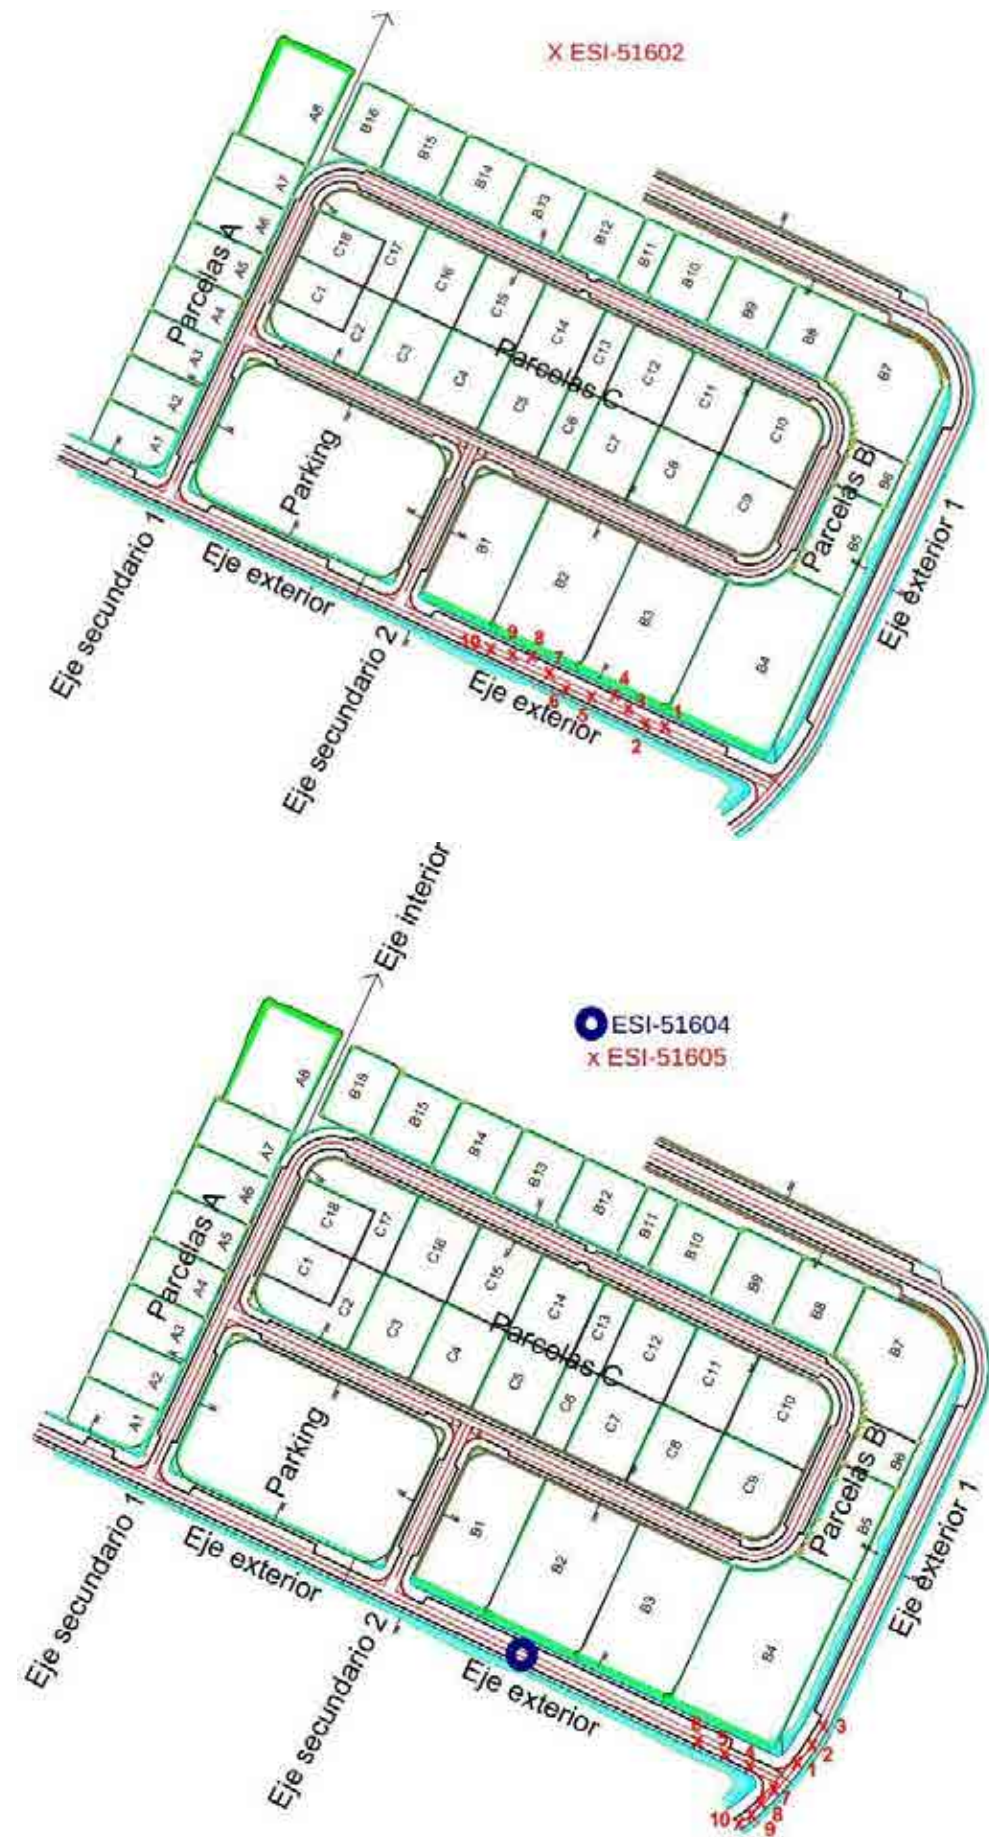 X ESI-51602
A8
B16
B15
B14
B13
B12
B11
B10
B9
B8
B7
A7
A6
A5
A4
A3
A2
A1
Parcelas A
C18
C17
C16
C15
C14
C13
C12
C11
C10
C1
C2
C3
C4
C5
C6
C7
C8
C9
Parcelas C
Parking
Parcelas B
B6
B5
B1
B2
B3
B4
Eje exterior 1
Eje secundario 1
Eje exterior
Eje secundario 2
Eje exterior
10
9
8
7
6
5
4
3
2
1
Eje interior
ESI-51604
x ESI-51605
A8
B16
B15
B14
B13
B12
B11
B10
B9
B8
B7
A7
A6
A5
A4
A3
A2
A1
Parcelas A
C18
C17
C16
C15
C14
C13
C12
C11
C10
C1
C2
C3
C4
C5
C6
C7
C8
C9
Parcelas C
Parking
Parcelas B
B6
B5
B1
B2
B3
B4
Eje exterior 1
Eje secundario 1
Eje exterior
Eje secundario 2
Eje exterior
6
5
4
3
2
1
7
8
9
10